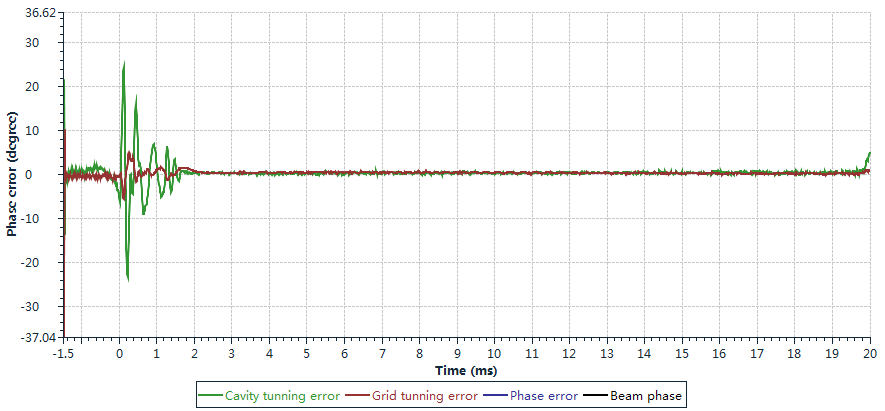 36.62
30
20
10
0
-10
-20
-30
-37.04
Phase error (degree)
-1.5 0 1 2 3 4 5 6 7 8 9 10 11 12 13 14 15 16 17 18 19 20
Time (ms)
Cavity tunning error Grid tunning error Phase error Beam phase